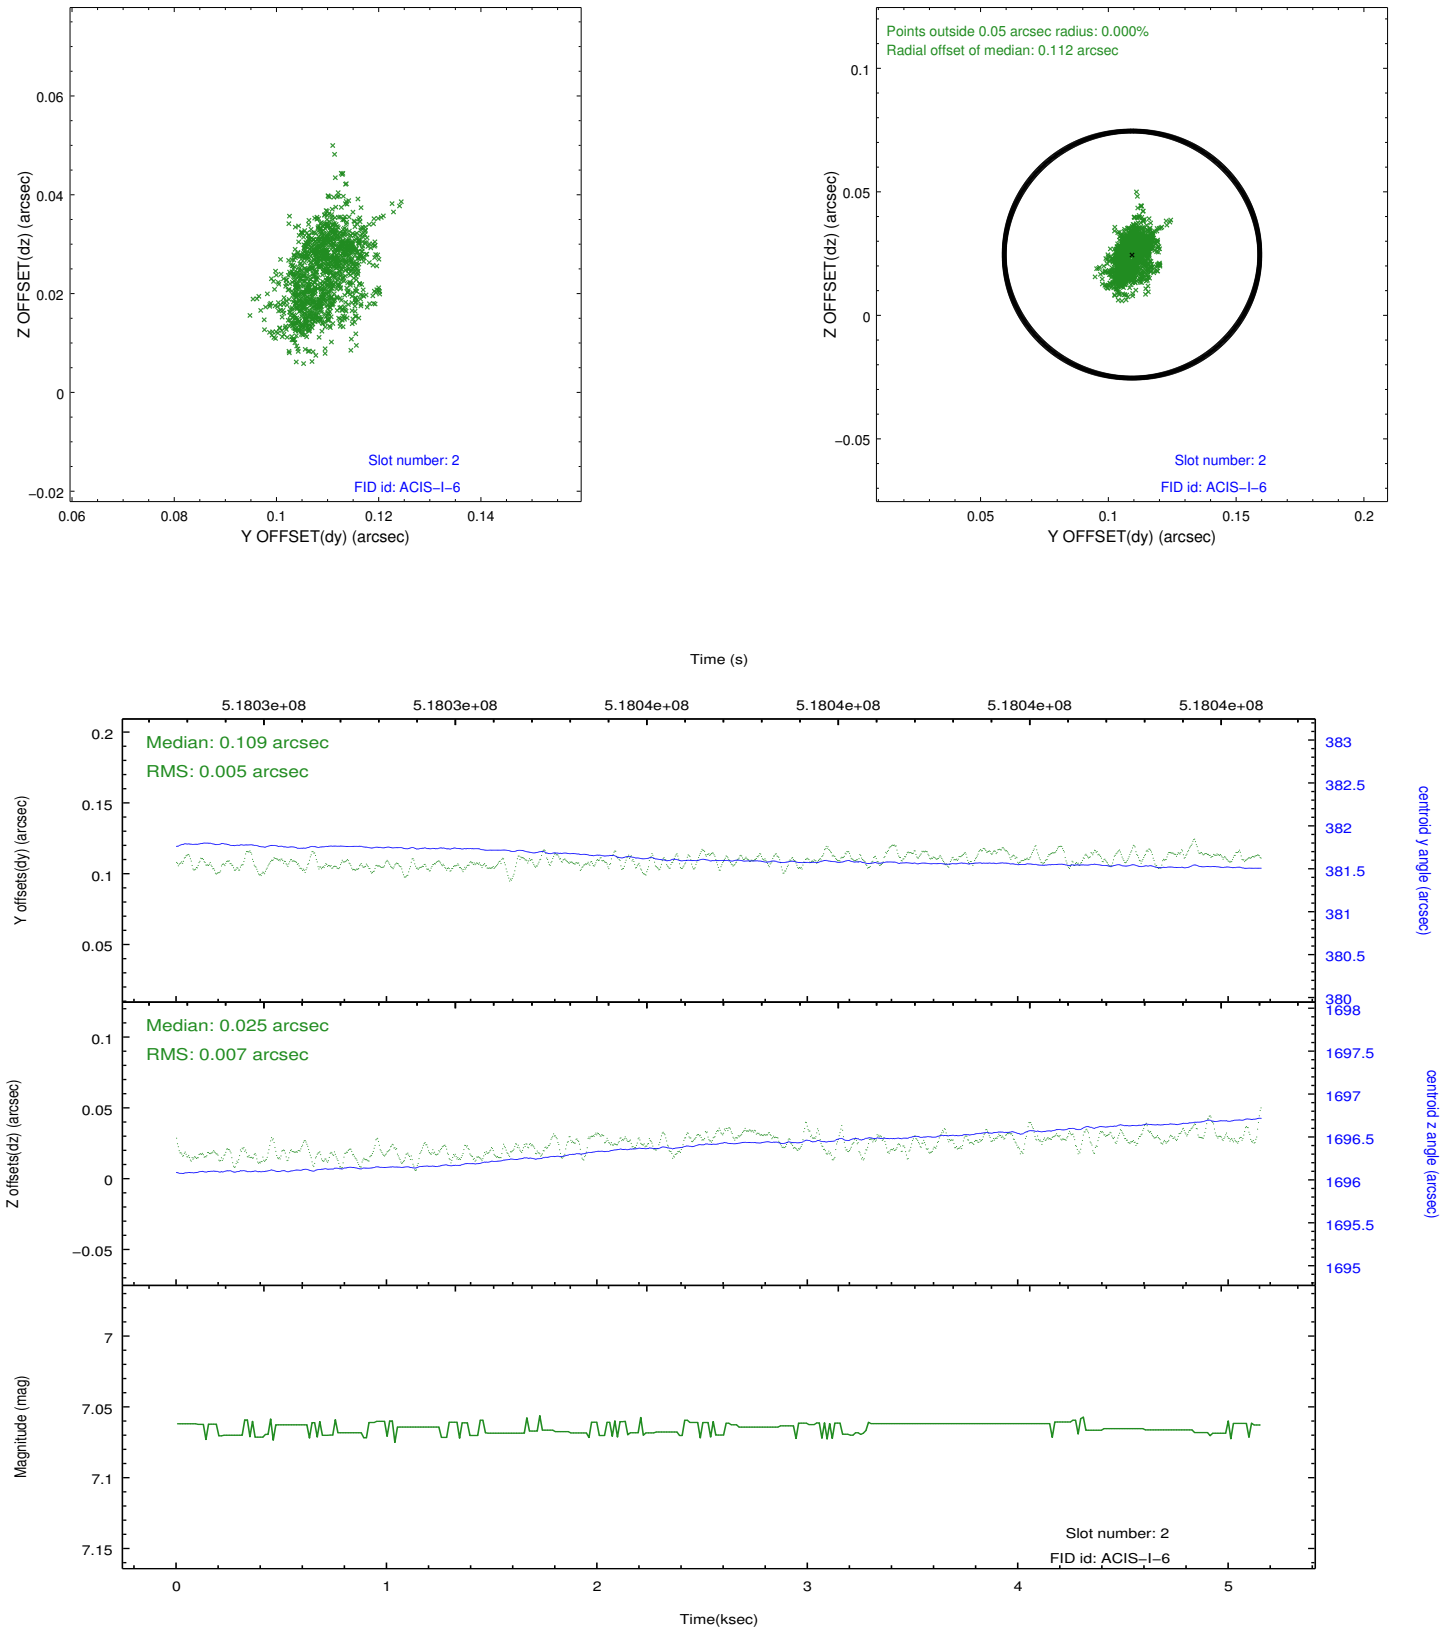 0.06
0.04
0.02
0
−0.02
Z OFFSET(dz) (arcsec)
Slot number: 2
FID id: ACIS−I−6
0.06 0.08 0.1 0.12 0.14
Y OFFSET(dy) (arcsec)
Points outside 0.05 arcsec radius: 0.000%
Radial offset of median: 0.112 arcsec
0.1
0.05
0
−0.05
Z OFFSET(dz) (arcsec)
Slot number: 2
FID id: ACIS−I−6
0.05 0.1 0.15 0.2
Y OFFSET(dy) (arcsec)
Time (s)
5.1803e+08 5.1803e+08 5.1804e+08 5.1804e+08 5.1804e+08 5.1804e+08
Median: 0.109 arcsec
RMS: 0.005 arcsec
0.2
0.15
0.1
0.05
Y offsets(dy) (arcsec)
383
382.5
382
381.5
381
380.5
380
centroid y angle (arcsec)
Median: 0.025 arcsec
RMS: 0.007 arcsec
0.1
0.05
0
−0.05
Z offsets(dz) (arcsec)
1698
1697.5
1697
1696.5
1696
1695.5
1695
centroid z angle (arcsec)
7
7.05
7.1
7.15
Magnitude (mag)
Slot number: 2
FID id: ACIS−I−6
0 1 2 3 4 5
Time(ksec)